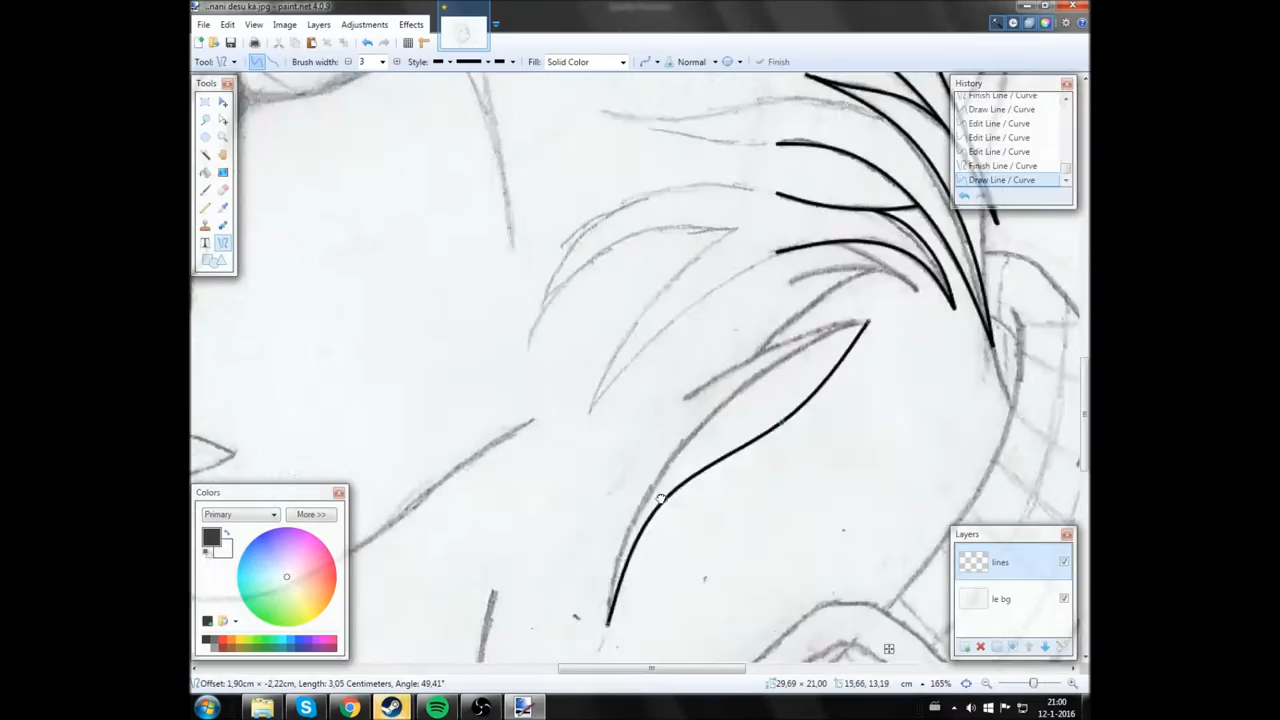 ...nani desu ka.jpg - paint.net 4.0.9
File Edit View Image Layers Adjustments Effects
Tool: Brush width: 3 Style: Fill: Solid Color Normal Finish
Tools
History
Finish Line / Curve
Draw Line / Curve
Edit Line / Curve
Edit Line / Curve
Edit Line / Curve
Finish Line / Curve
Draw Line / Curve
Colors
Primary More >>
Layers
lines
le bg
Offset: 1,90cm × -2,22cm, Length: 3,05 Centimeters, Angle: 49,41° 29,69 × 21,00 15,66, 13,19 cm 165%
21:00
12-1-2016